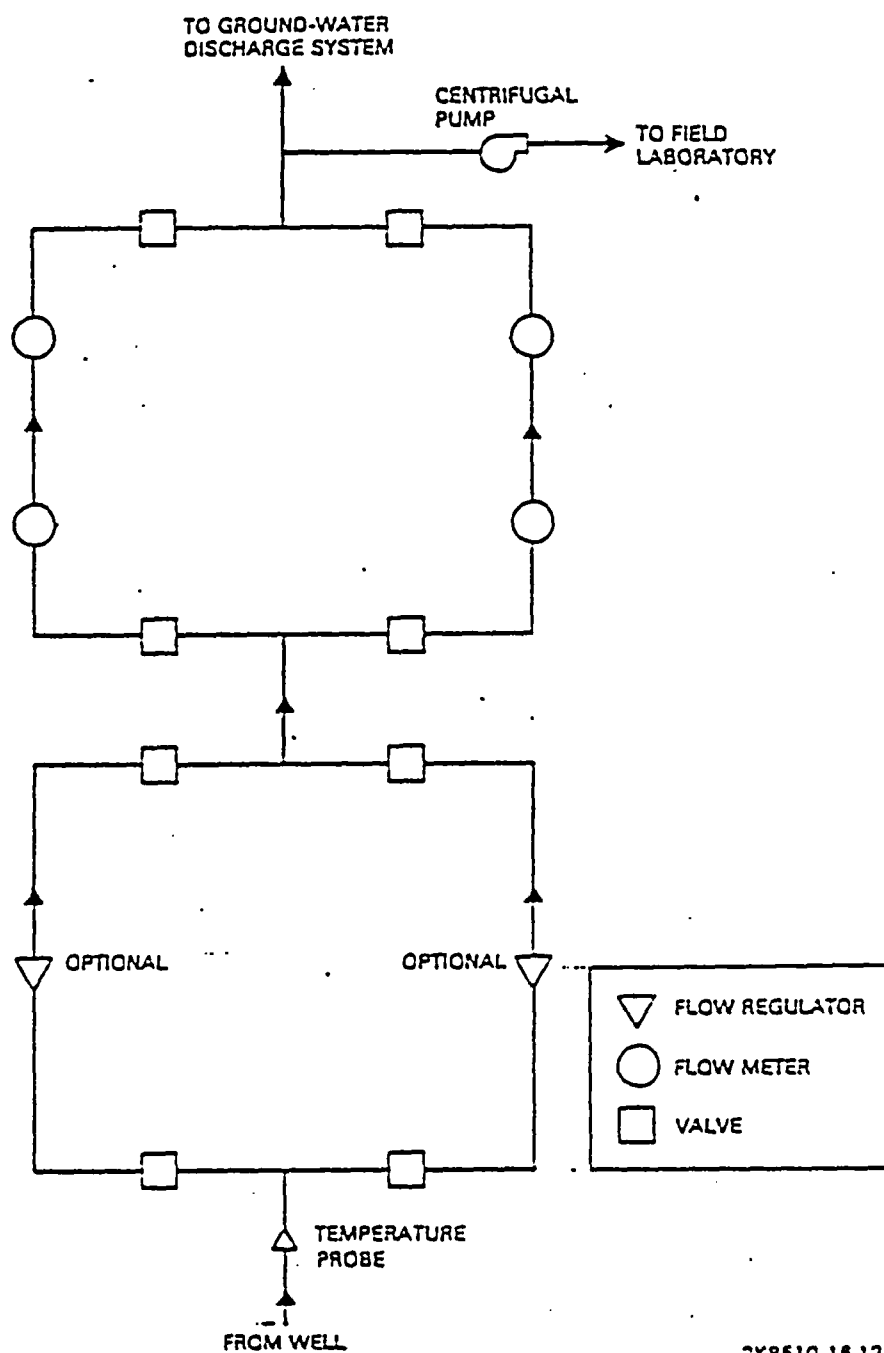 TO GROUND-WATER
DISCHARGE SYSTEM
CENTRIFUGAL
PUMP
TO FIELD
LABORATORY
OPTIONAL
OPTIONAL
FLOW REGULATOR
FLOW METER
VALVE
TEMPERATURE
PROBE
FROM WELL